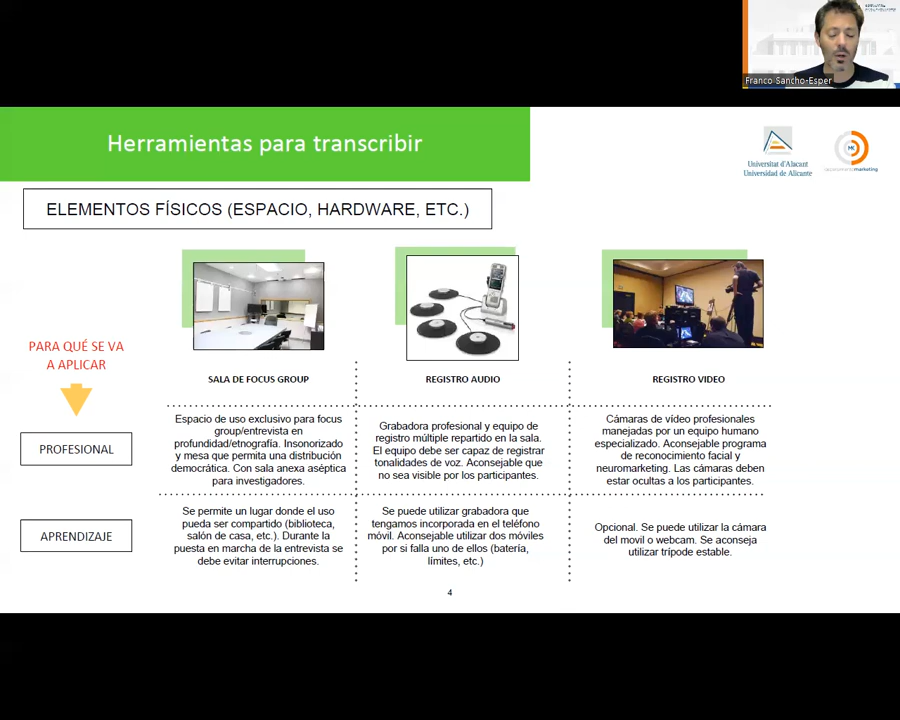 Franco Sancho-Esper
Herramientas para transcribir
Universitat d'Alacant
Universidad de Alicante
ELEMENTOS FÍSICOS (ESPACIO, HARDWARE, ETC.)
PARA QUÉ SE VA
A APLICAR
SALA DE FOCUS GROUP
REGISTRO AUDIO
REGISTRO VIDEO
PROFESIONAL
Espacio de uso exclusivo para focus
group/entrevista en
profundidad/etnografía. Insonorizado
y mesa que permita una distribución
democrática. Con sala anexa aséptica
para investigadores.
Grabadora profesional y equipo de
registro múltiple repartido en la sala.
El equipo debe ser capaz de registrar
tonalidades de voz. Aconsejable que
no sea visible por los participantes.
Cámaras de vídeo profesionales
manejadas por un equipo humano
especializado. Aconsejable programa
de reconocimiento facial y
neuromarketing. Las cámaras deben
estar ocultas a los participantes.
APRENDIZAJE
Se permite un lugar donde el uso
pueda ser compartido (biblioteca,
salón de casa, etc.). Durante la
puesta en marcha de la entrevista se
debe evitar interrupciones.
Se puede utilizar grabadora que
tengamos incorporada en el teléfono
móvil. Aconsejable utilizar dos móviles
por si falla uno de ellos (batería,
límites, etc.)
Opcional. Se puede utilizar la cámara
del movil o webcam. Se aconseja
utilizar trípode estable.
4